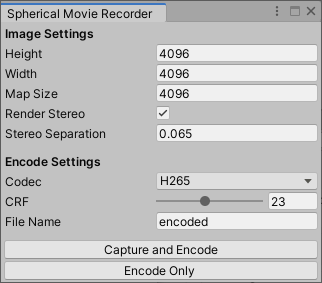 Spherical Movie Recorder
Image Settings
Height 4096
Width 4096
Map Size 4096
Render Stereo
Stereo Separation 0.065
Encode Settings
Codec H265
CRF 23
File Name encoded
Capture and Encode
Encode Only